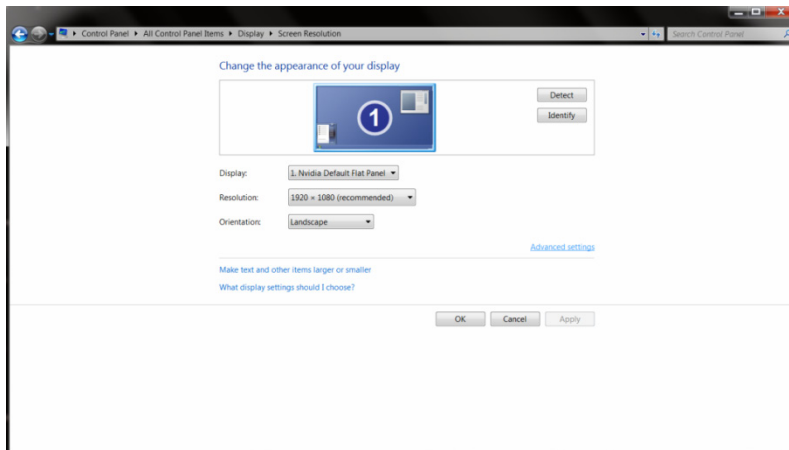 Control Panel ▸ All Control Panel Items ▸ Display ▸ Screen Resolution
Search Control Panel
Change the appearance of your display
1
Detect
Identify
Display: 1. Nvidia Default Flat Panel
Resolution: 1920 × 1080 (recommended)
Orientation: Landscape
Advanced settings
Make text and other items larger or smaller
What display settings should I choose?
OK Cancel Apply